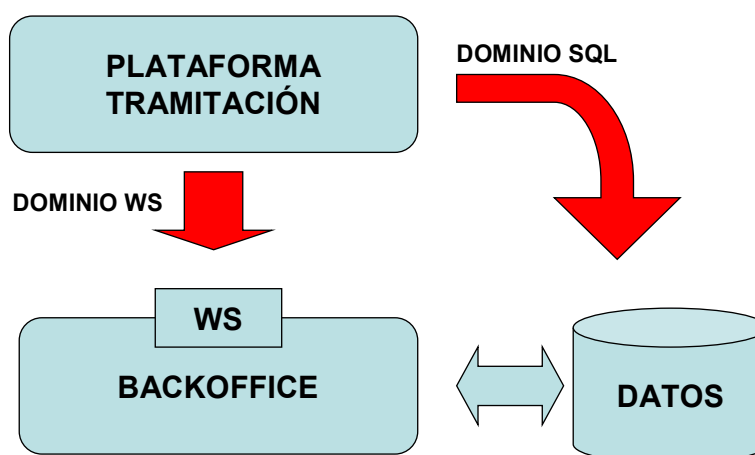 PLATAFORMA
TRAMITACIÓN
DOMINIO SQL
DOMINIO WS
WS
BACKOFFICE
DATOS